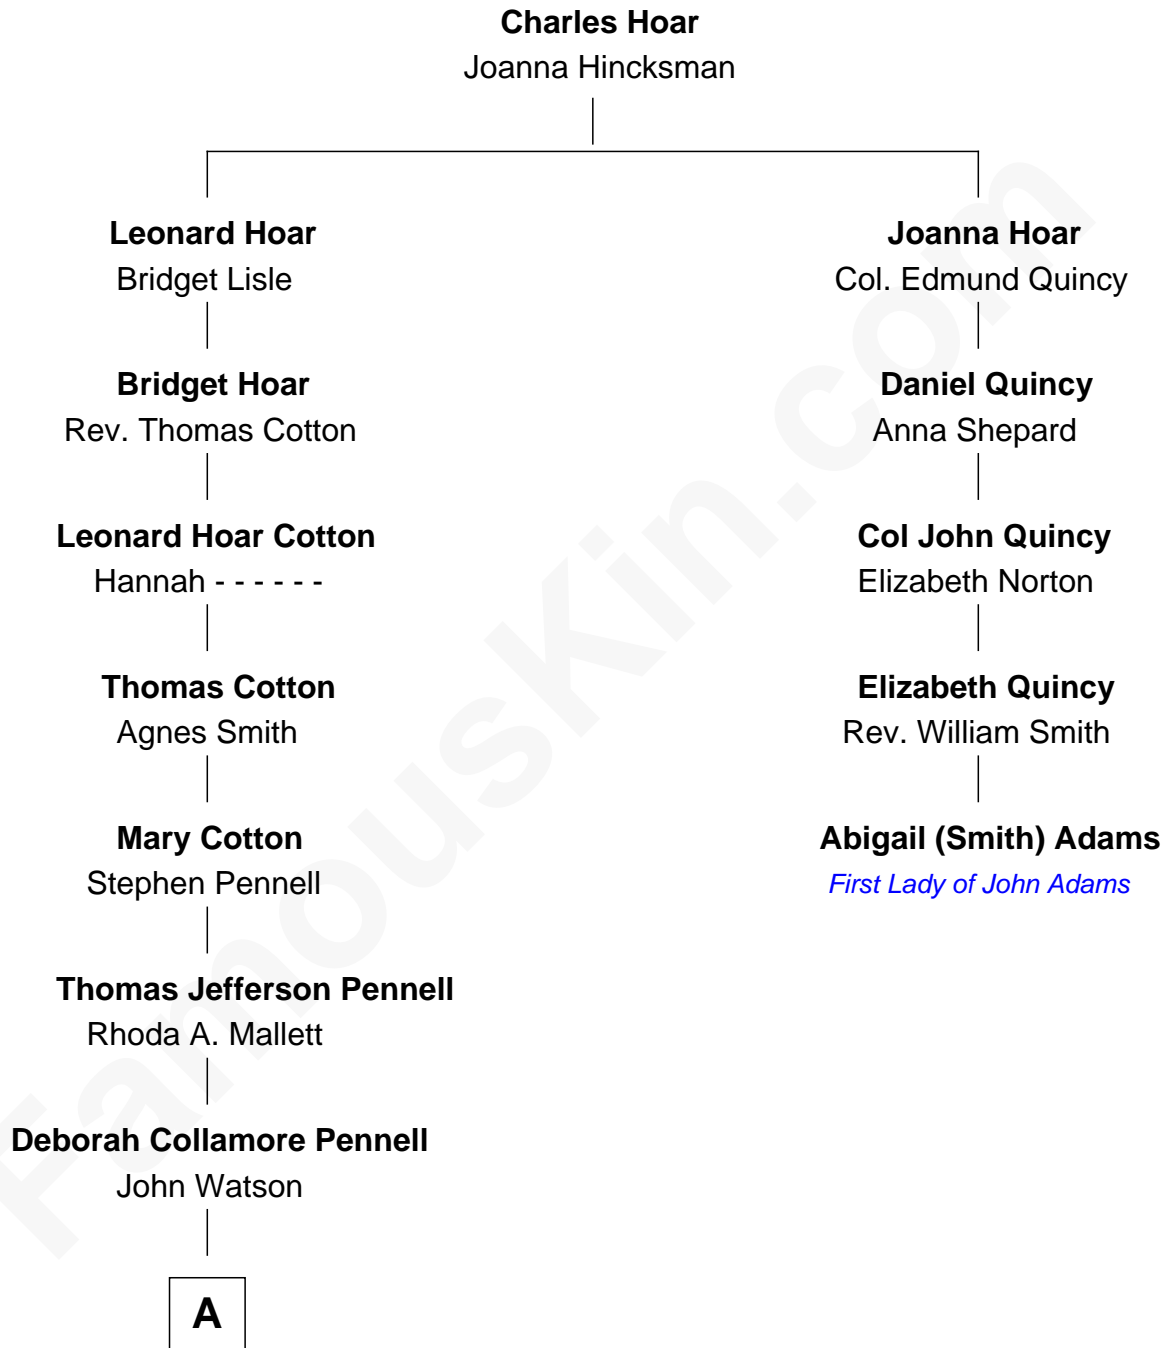 Charles Hoar
Joanna Hincksman
Leonard Hoar
Bridget Lisle
Joanna Hoar
Col. Edmund Quincy
Bridget Hoar
Rev. Thomas Cotton
Daniel Quincy
Anna Shepard
Leonard Hoar Cotton
Hannah - - - - - -
Col John Quincy
Elizabeth Norton
Thomas Cotton
Agnes Smith
Elizabeth Quincy
Rev. William Smith
Mary Cotton
Stephen Pennell
Abigail (Smith) Adams
First Lady of John Adams
Thomas Jefferson Pennell
Rhoda A. Mallett
Deborah Collamore Pennell
John Watson
A
FamousKin.com